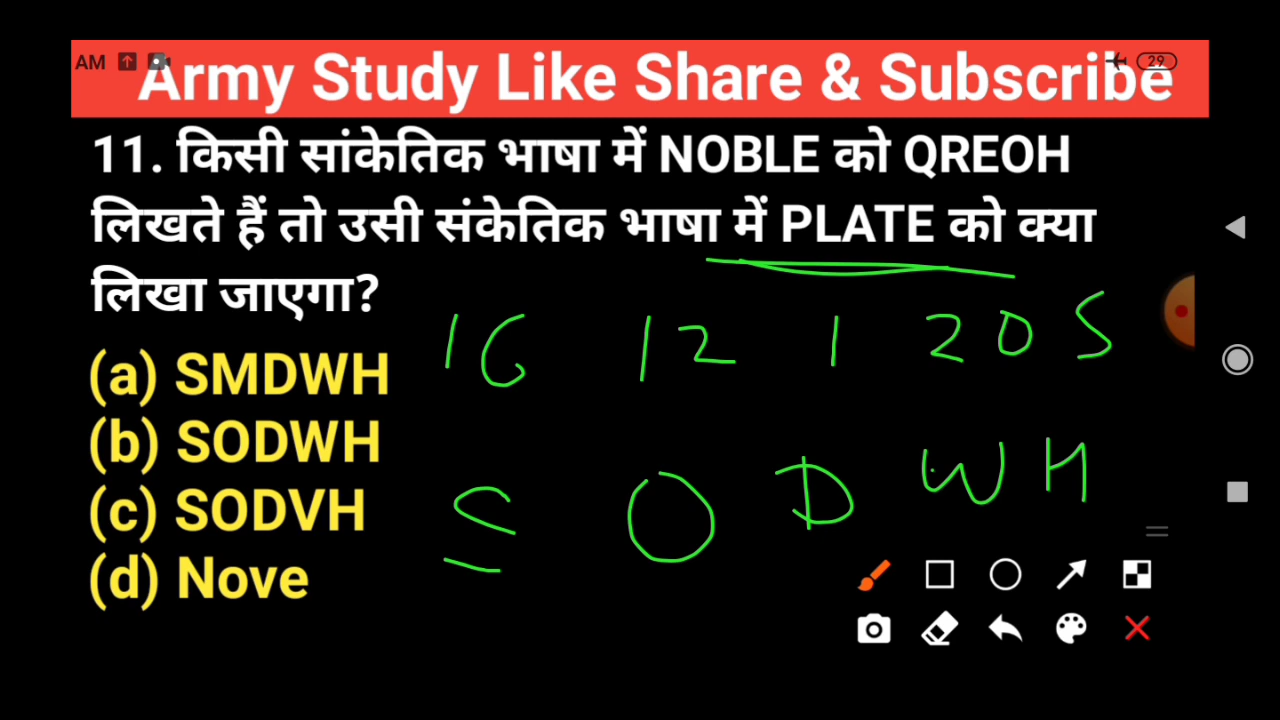 AM
29
Army Study Like Share & Subscribe
11. किसी सांकेतिक भाषा में NOBLE को QREOH
लिखते हैं तो उसी संकेतिक भाषा में PLATE को क्या
लिखा जाएगा?
16 12 1 20 5
(a) SMDWH
(b) SODWH
(c) SODVH
(d) Nove
S O D W H